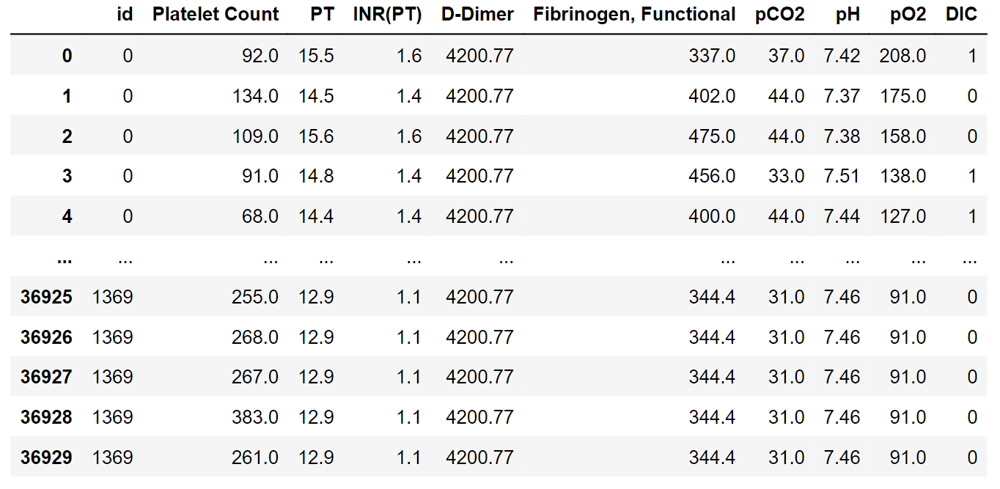 id Platelet Count PT INR(PT) D-Dimer Fibrinogen, Functional pCO2 pH pO2 DIC
0 0 92.0 15.5 1.6 4200.77 337.0 37.0 7.42 208.0 1
1 0 134.0 14.5 1.4 4200.77 402.0 44.0 7.37 175.0 0
2 0 109.0 15.6 1.6 4200.77 475.0 44.0 7.38 158.0 0
3 0 91.0 14.8 1.4 4200.77 456.0 33.0 7.51 138.0 1
4 0 68.0 14.4 1.4 4200.77 400.0 44.0 7.44 127.0 1
... ... ... ... ... ... ... ... ... ... ...
36925 1369 255.0 12.9 1.1 4200.77 344.4 31.0 7.46 91.0 0
36926 1369 268.0 12.9 1.1 4200.77 344.4 31.0 7.46 91.0 0
36927 1369 267.0 12.9 1.1 4200.77 344.4 31.0 7.46 91.0 0
36928 1369 383.0 12.9 1.1 4200.77 344.4 31.0 7.46 91.0 0
36929 1369 261.0 12.9 1.1 4200.77 344.4 31.0 7.46 91.0 0